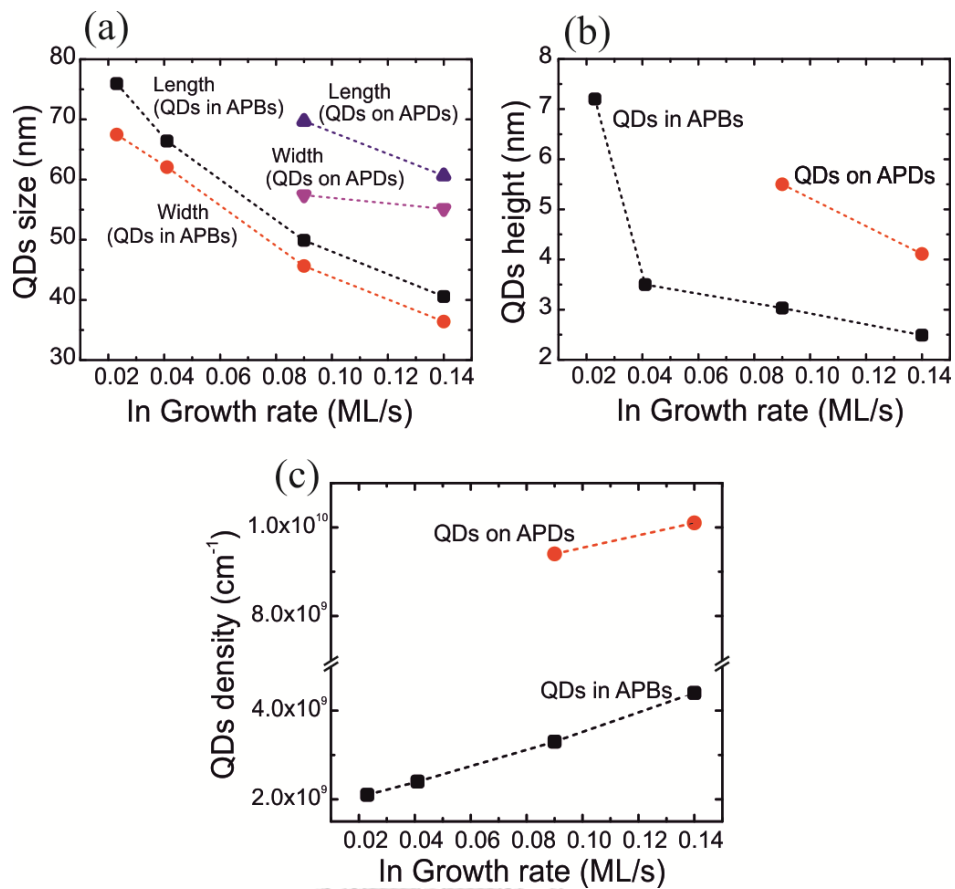 (a)
80
70
60
50
40
30
QDs size (nm)
Length
(QDs in APBs)
Length
(QDs on APDs)
Width
(QDs on APDs)
Width
(QDs in APBs)
0.02 0.04 0.06 0.08 0.10 0.12 0.14
In Growth rate (ML/s)
(b)
8
7
6
5
4
3
2
QDs height (nm)
QDs in APBs
QDs on APDs
0.02 0.04 0.06 0.08 0.10 0.12 0.14
In Growth rate (ML/s)
(c)
1.0x10¹⁰
8.0x10⁹
4.0x10⁹
2.0x10⁹
QDs density (cm⁻¹)
QDs on APDs
QDs in APBs
0.02 0.04 0.06 0.08 0.10 0.12 0.14
In Growth rate (ML/s)